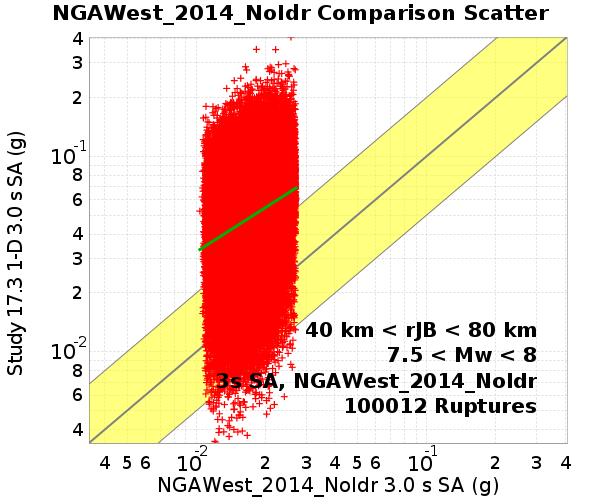 NGAWest_2014_NoIdr Comparison Scatter
4
3
2
10-1
8
6
4
3
2
10-2
8
6
4
Study 17.3 1-D 3.0 s SA (g)
40 km < rJB < 80 km
7.5 < Mw < 8
3s SA, NGAWest_2014_NoIdr
100012 Ruptures
4 5 6 10-2 2 3 4 5 6 10-1 2 3 4
NGAWest_2014_NoIdr 3.0 s SA (g)